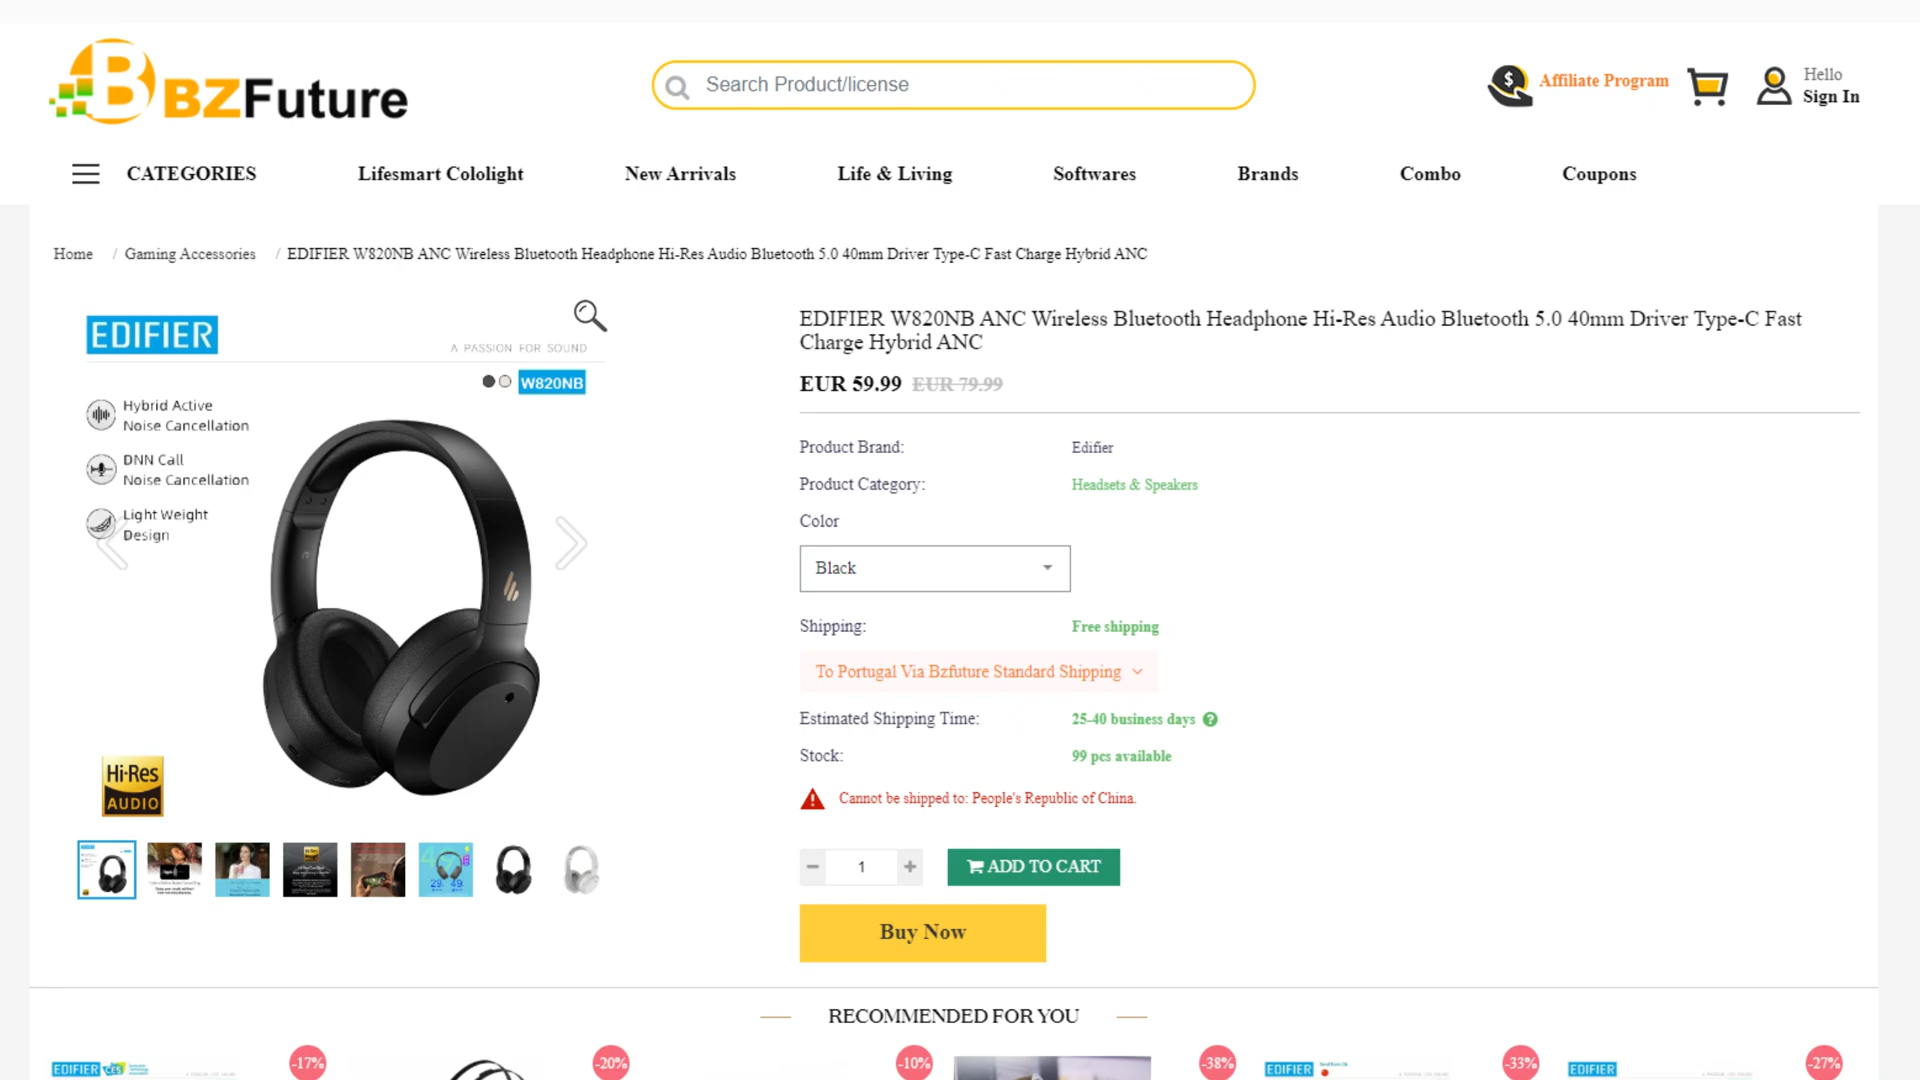 BZFuture
Search Product/license
Affiliate Program
Hello
Sign In
CATEGORIES
Lifesmart Cololight
New Arrivals
Life & Living
Softwares
Brands
Combo
Coupons
Home / Gaming Accessories / EDIFIER W820NB ANC Wireless Bluetooth Headphone Hi-Res Audio Bluetooth 5.0 40mm Driver Type-C Fast Charge Hybrid ANC
EDIFIER
A PASSION FOR SOUND
W820NB
Hybrid Active
Noise Cancellation
DNN Call
Noise Cancellation
Light Weight
Design
Hi-Res
AUDIO
EDIFIER W820NB ANC Wireless Bluetooth Headphone Hi-Res Audio Bluetooth 5.0 40mm Driver Type-C Fast
Charge Hybrid ANC
EUR 59.99 EUR 79.99
Product Brand: Edifier
Product Category: Headsets & Speakers
Color
Black
Shipping: Free shipping
To Portugal Via Bzfuture Standard Shipping
Estimated Shipping Time: 25-40 business days ?
Stock: 99 pcs available
Cannot be shipped to: People's Republic of China.
− 1 +
ADD TO CART
Buy Now
RECOMMENDED FOR YOU
EDIFIER
-17%
-20%
-10%
-38%
EDIFIER
-33%
EDIFIER
-27%